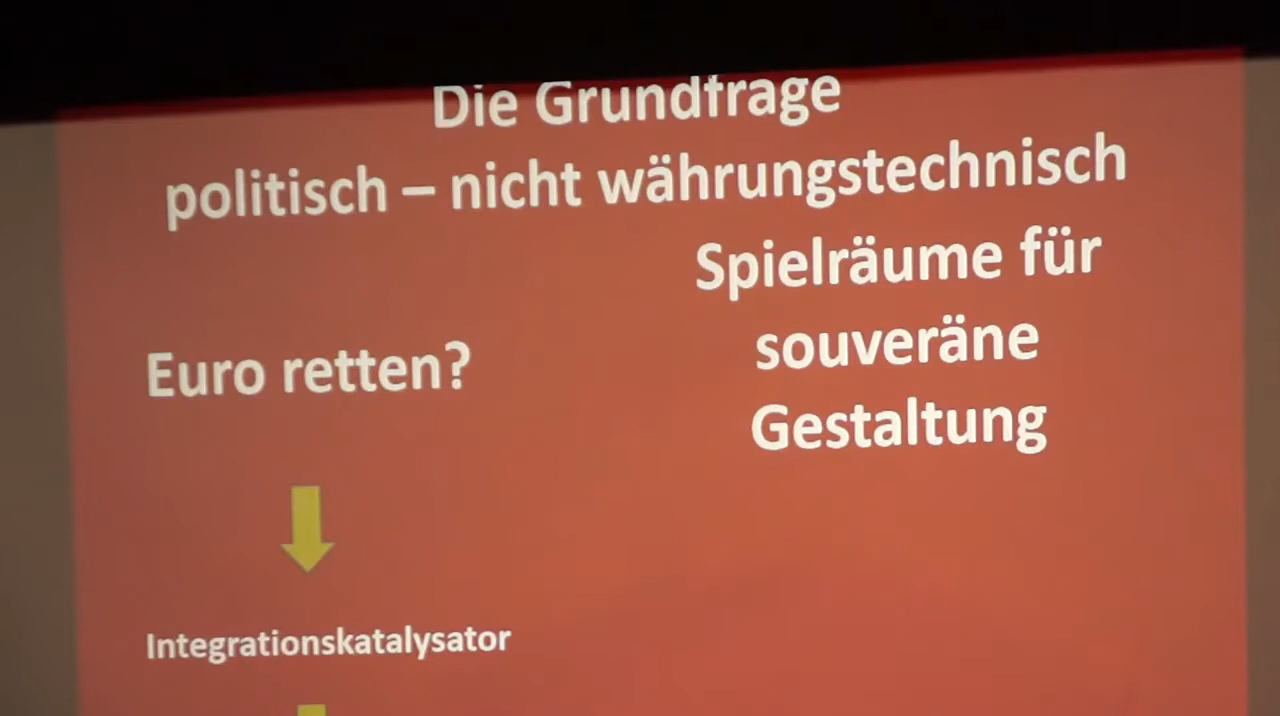 Die Grundfrage
politisch – nicht währungstechnisch
Euro retten?
Integrationskatalysator
Spielräume für
souveräne
Gestaltung